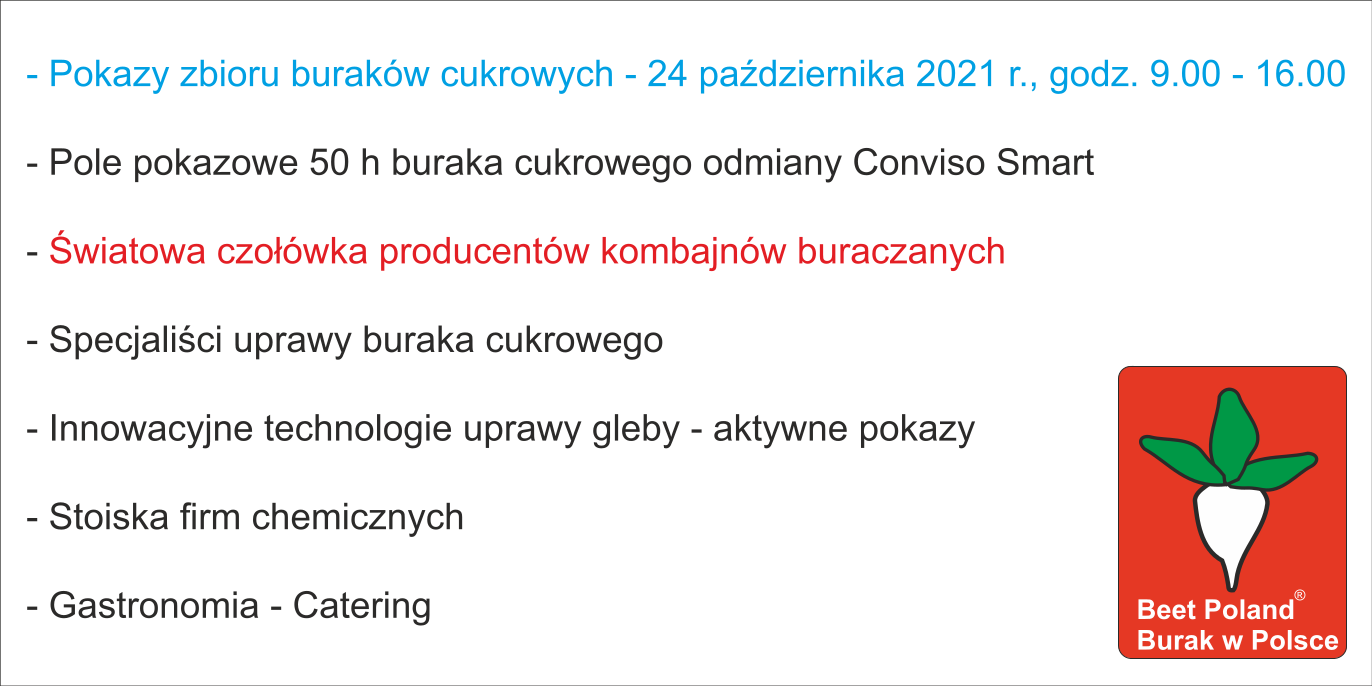 - Pokazy zbioru buraków cukrowych - 24 października 2021 r., godz. 9.00 - 16.00
- Pole pokazowe 50 h buraka cukrowego odmiany Conviso Smart
- Światowa czołówka producentów kombajnów buraczanych
- Specjaliści uprawy buraka cukrowego
- Innowacyjne technologie uprawy gleby - aktywne pokazy
- Stoiska firm chemicznych
- Gastronomia - Catering
Beet Poland®
Burak w Polsce